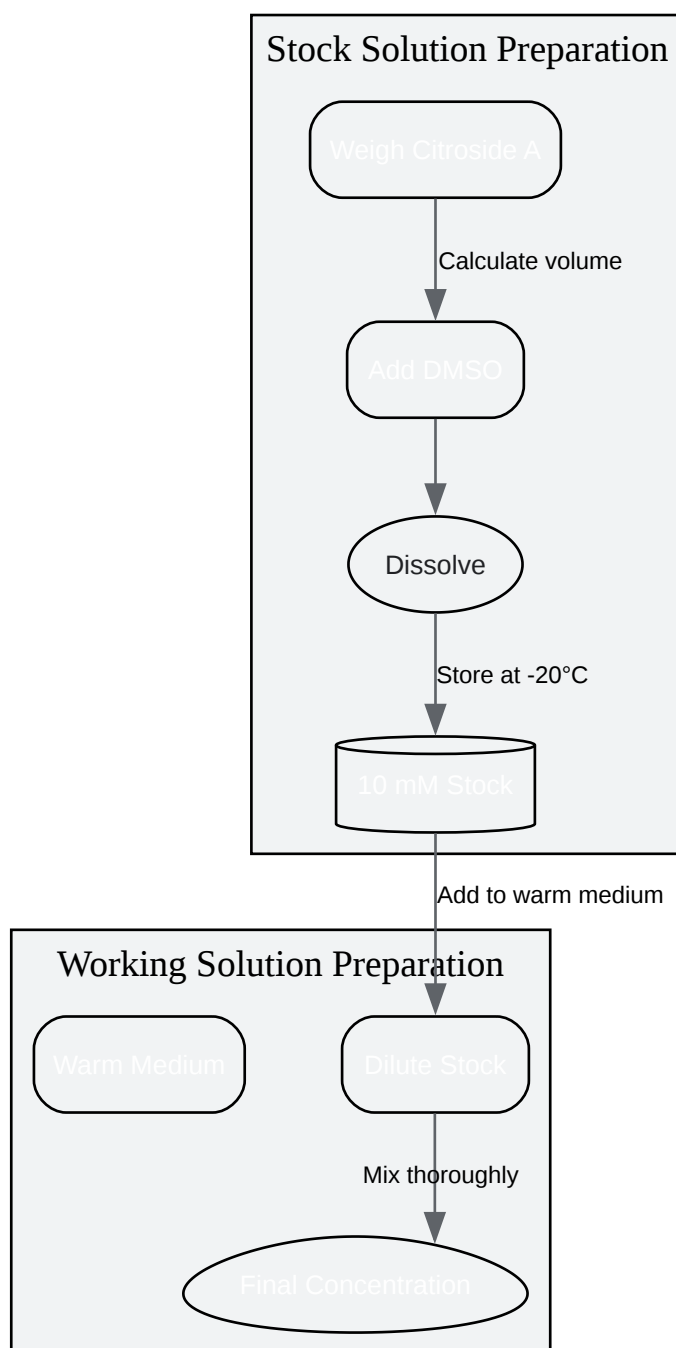 Stock Solution Preparation
Weigh Citroside A
Calculate volume
Add DMSO
Dissolve
Store at -20°C
10 mM Stock
Add to warm medium
Working Solution Preparation
Warm Medium
Dilute Stock
Mix thoroughly
Final Concentration